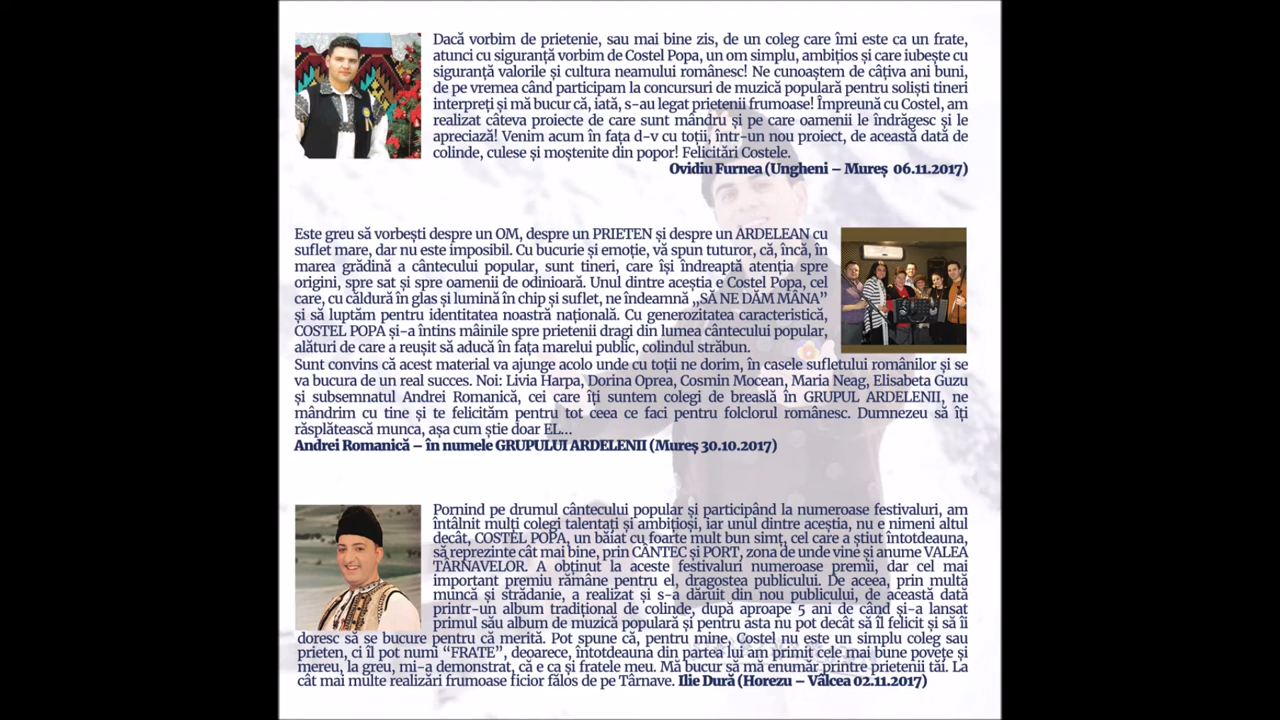 Dacă vorbim de prietenie, sau mai bine zis, de un coleg care îmi este ca un frate,
atunci cu siguranță vorbim de Costel Popa, un om simplu, ambițios și care iubește cu
siguranță valorile și cultura neamului românesc! Ne cunoaștem de câțiva ani buni,
de pe vremea când participam la concursuri de muzică populară pentru soliști tineri
interpreți și mă bucur că, iată, s-au legat prietenii frumoase! Împreună cu Costel, am
realizat câteva proiecte de care sunt mândru și pe care oamenii le îndrăgesc și le
apreciază! Venim acum în fața d-v cu toții, într-un nou proiect, de această dată de
colinde, culese și moștenite din popor! Felicitări Costele.
Ovidiu Furnea (Ungheni – Mureș 06.11.2017)
Este greu să vorbești despre un OM, despre un PRIETEN și despre un ARDELEAN cu
suflet mare, dar nu este imposibil. Cu bucurie și emoție, vă spun tuturor, că, încă, în
marea grădină a cântecului popular, sunt tineri, care își îndreaptă atenția spre
origini, spre sat și spre oamenii de odinioară. Unul dintre aceștia e Costel Popa, cel
care, cu căldură în glas și lumină în chip și suflet, ne îndeamnă „SĂ NE DĂM MÂNA”
și să luptăm pentru identitatea noastră națională. Cu generozitatea caracteristică,
COSTEL POPA și-a întins mâinile spre prietenii dragi din lumea cântecului popular,
alături de care a reușit să aducă în fața marelui public, colindul străbun.
Sunt convins că acest material va ajunge acolo unde cu toții ne dorim, în casele sufletului românilor și se
va bucura de un real succes. Noi: Livia Harpa, Dorina Oprea, Cosmin Mocean, Maria Neag, Elisabeta Guzu
și subsemnatul Andrei Romanică, cei care îți suntem colegi de breaslă în GRUPUL ARDELENII, ne
mândrim cu tine și te felicităm pentru tot ceea ce faci pentru folclorul românesc. Dumnezeu să îți
răsplătească munca, așa cum știe doar EL...
Andrei Romanică – în numele GRUPULUI ARDELENII (Mureș 30.10.2017)
Pornind pe drumul cântecului popular și participând la numeroase festivaluri, am
întâlnit mulți colegi talentați și ambițioși, iar unul dintre aceștia, nu e nimeni altul
decât, COSTEL POPA, un băiat cu foarte mult bun simț, cel care a știut întotdeauna,
să reprezinte cât mai bine, prin CÂNTEC și PORT, zona de unde vine și anume VALEA
TÂRNAVELOR. A obținut la aceste festivaluri numeroase premii, dar cel mai
important premiu rămâne pentru el, dragostea publicului. De aceea, prin multă
muncă și strădanie, a realizat și s-a dăruit din nou publicului, de această dată
printr-un album tradițional de colinde, după aproape 5 ani de când și-a lansat
primul său album de muzică populară și pentru asta nu pot decât să îl felicit și să îi
doresc să se bucure pentru că merită. Pot spune că, pentru mine, Costel nu este un simplu coleg sau
prieten, ci îl pot numi “FRATE”, deoarece, întotdeauna din partea lui am primit cele mai bune povețe și
mereu, la greu, mi-a demonstrat, că e ca și fratele meu. Mă bucur să mă enumăr printre prietenii tăi. La
cât mai multe realizări frumoase ficior fălos de pe Târnave. Ilie Dură (Horezu – Vâlcea 02.11.2017)